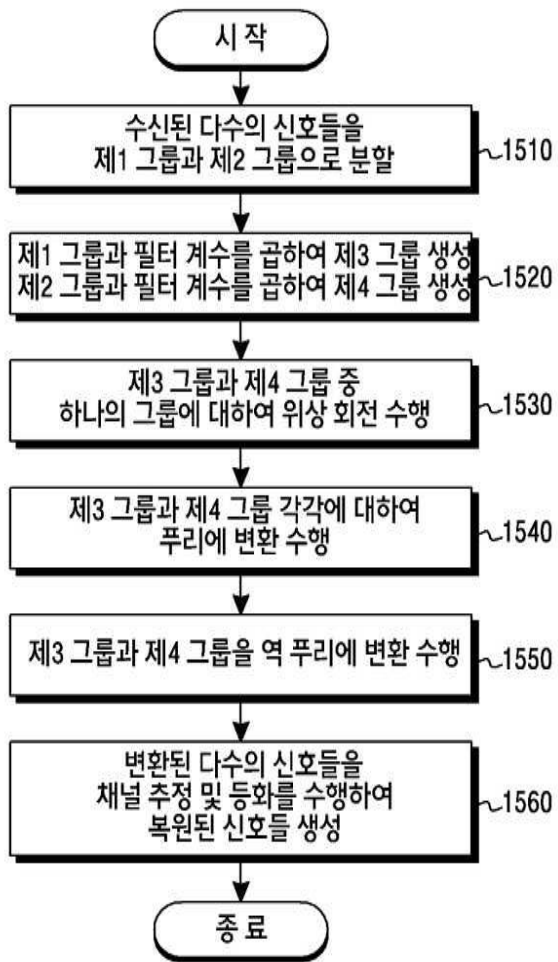 시 작
수신된 다수의 신호들을
제1 그룹과 제2 그룹으로 분할
1510
제1 그룹과 필터 계수를 곱하여 제3 그룹 생성
제2 그룹과 필터 계수를 곱하여 제4 그룹 생성
1520
제3 그룹과 제4 그룹 중
하나의 그룹에 대하여 위상 회전 수행
1530
제3 그룹과 제4 그룹 각각에 대하여
푸리에 변환 수행
1540
제3 그룹과 제4 그룹을 역 푸리에 변환 수행
1550
변환된 다수의 신호들을
채널 추정 및 등화를 수행하여
복원된 신호들 생성
1560
종 료